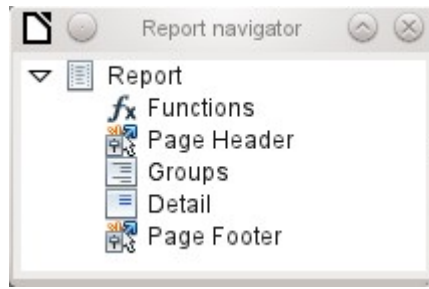 Report navigator
Report
Functions
Page Header
Groups
Detail
Page Footer